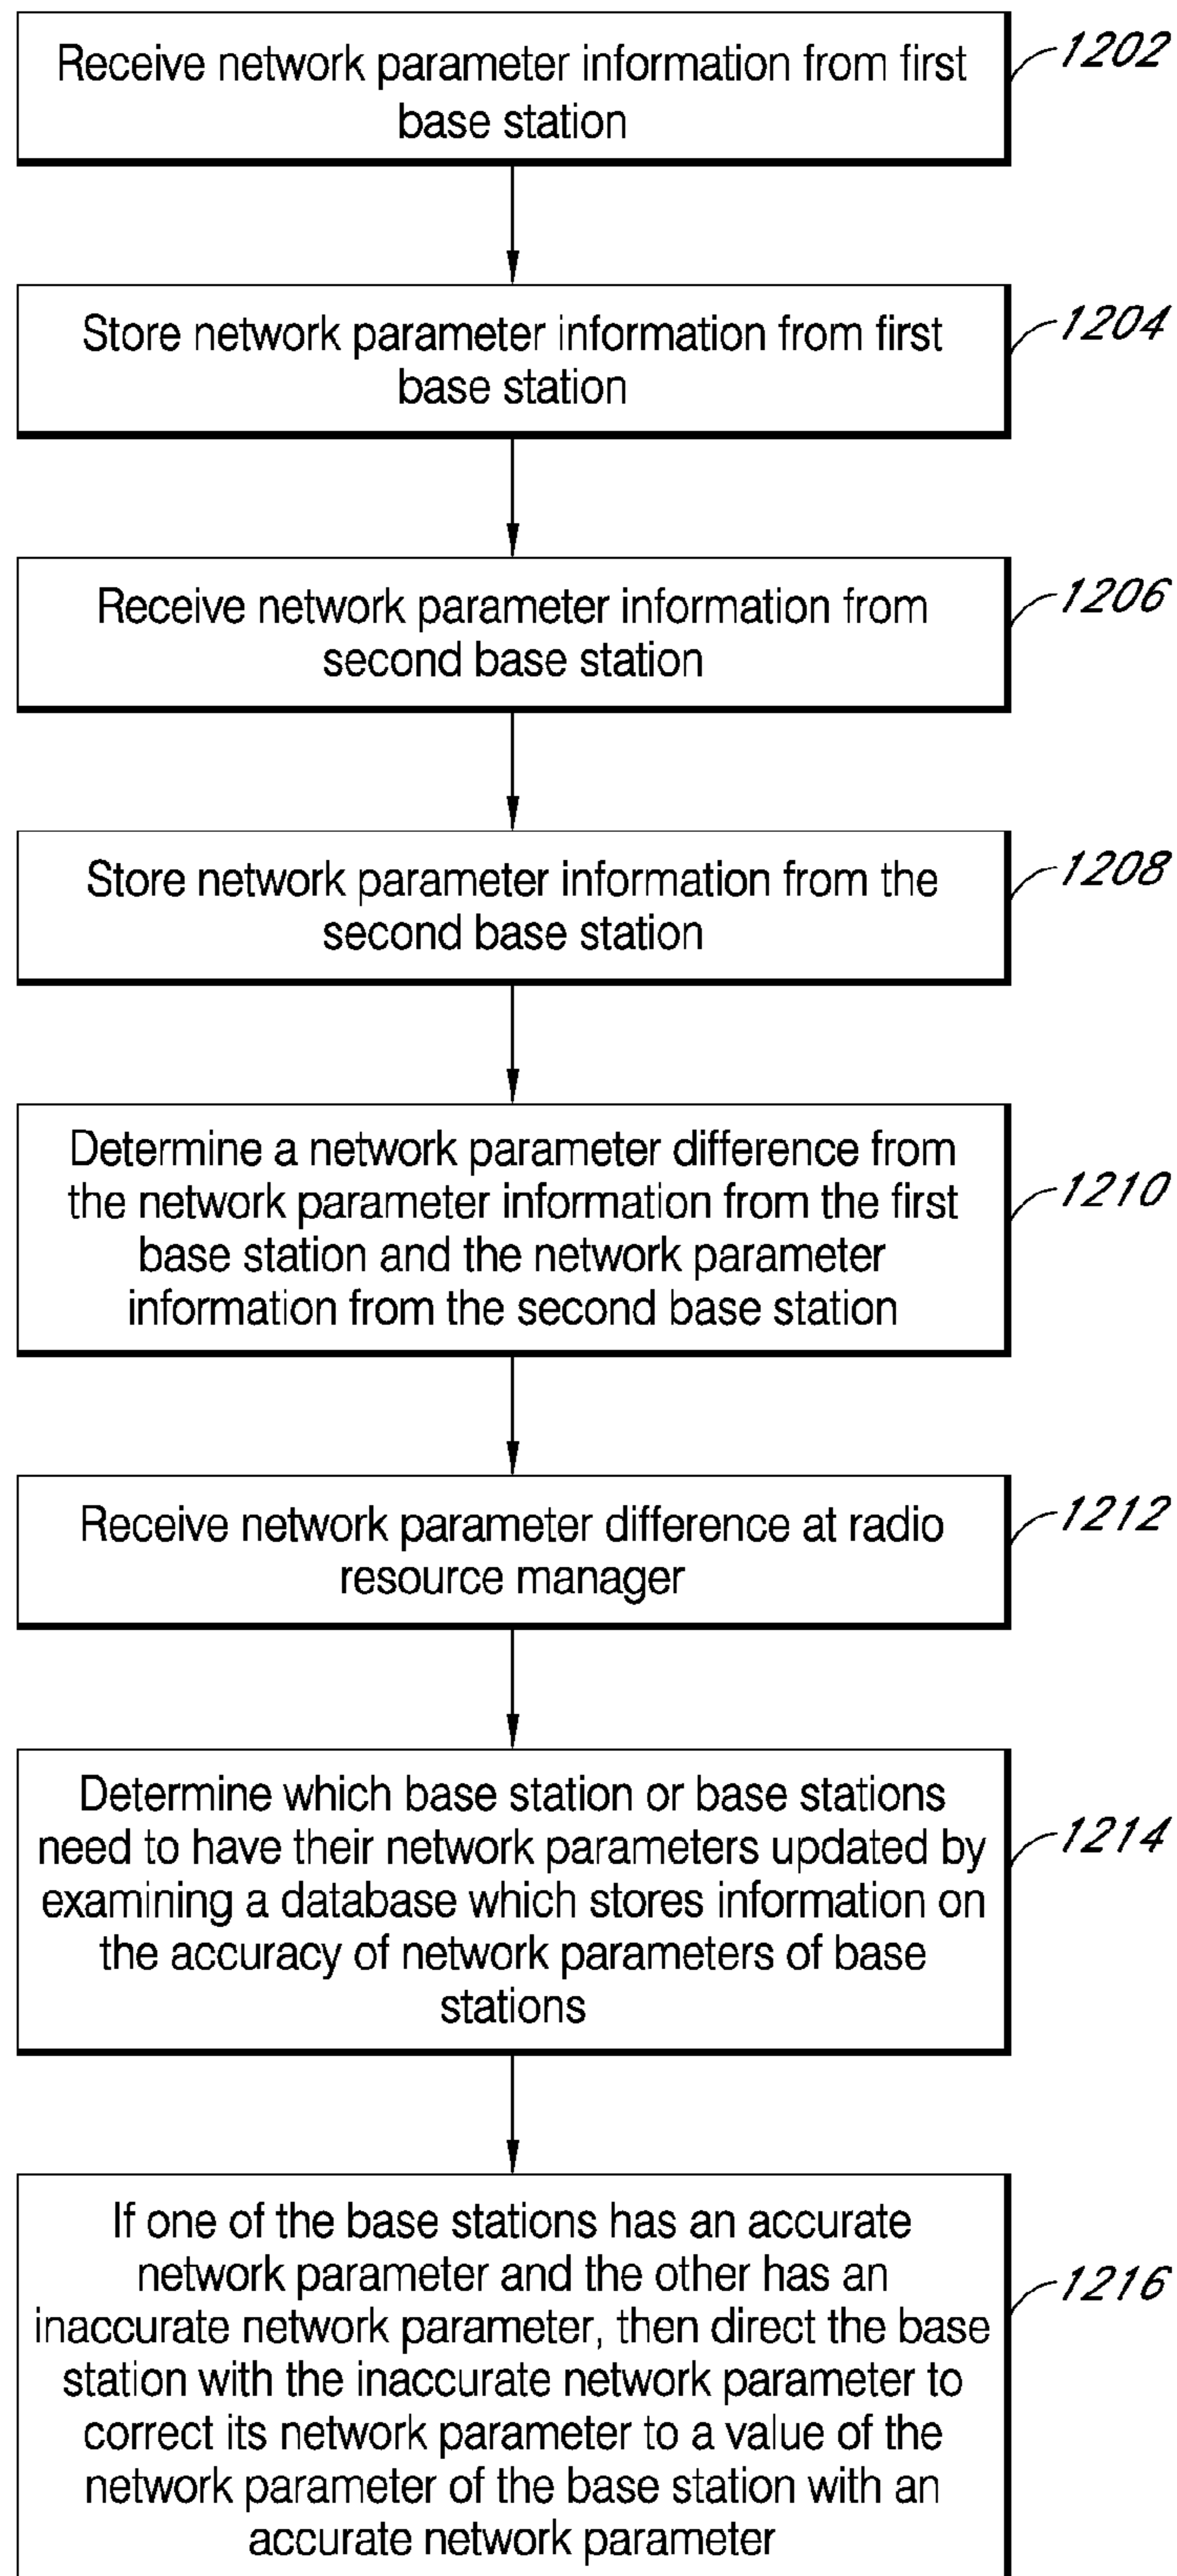 Receive network parameter information from first
base station
1202
Store network parameter information from first
base station
1204
Receive network parameter information from
second base station
1206
Store network parameter information from the
second base station
1208
Determine a network parameter difference from
the network parameter information from the first
base station and the network parameter
information from the second base station
1210
Receive network parameter difference at radio
resource manager
1212
Determine which base station or base stations
need to have their network parameters updated by
examining a database which stores information on
the accuracy of network parameters of base
stations
1214
If one of the base stations has an accurate
network parameter and the other has an
inaccurate network parameter, then direct the base
station with the inaccurate network parameter to
correct its network parameter to a value of the
network parameter of the base station with an
accurate network parameter
1216